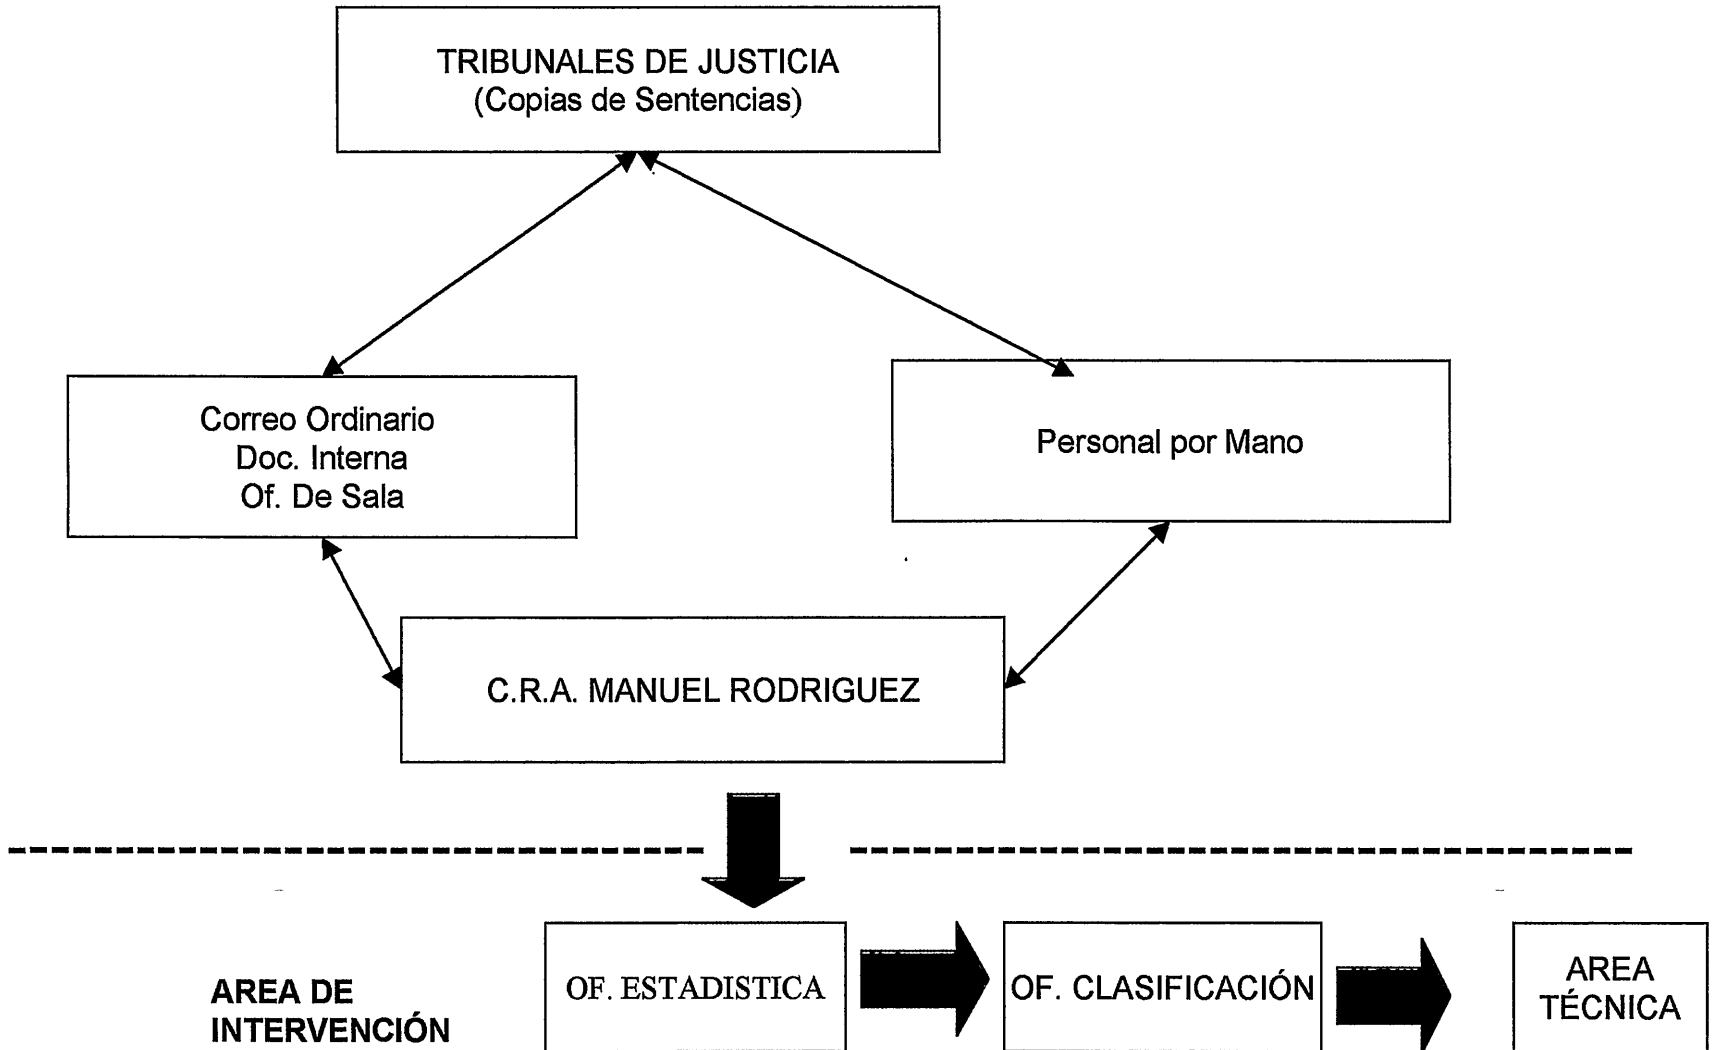 TRIBUNALES DE JUSTICIA
(Copias de Sentencias)
Correo Ordinario
Doc. Interna
Of. De Sala
Personal por Mano
C.R.A. MANUEL RODRIGUEZ
AREA DE
INTERVENCIÓN
OF. ESTADISTICA
OF. CLASIFICACIÓN
AREA
TÉCNICA